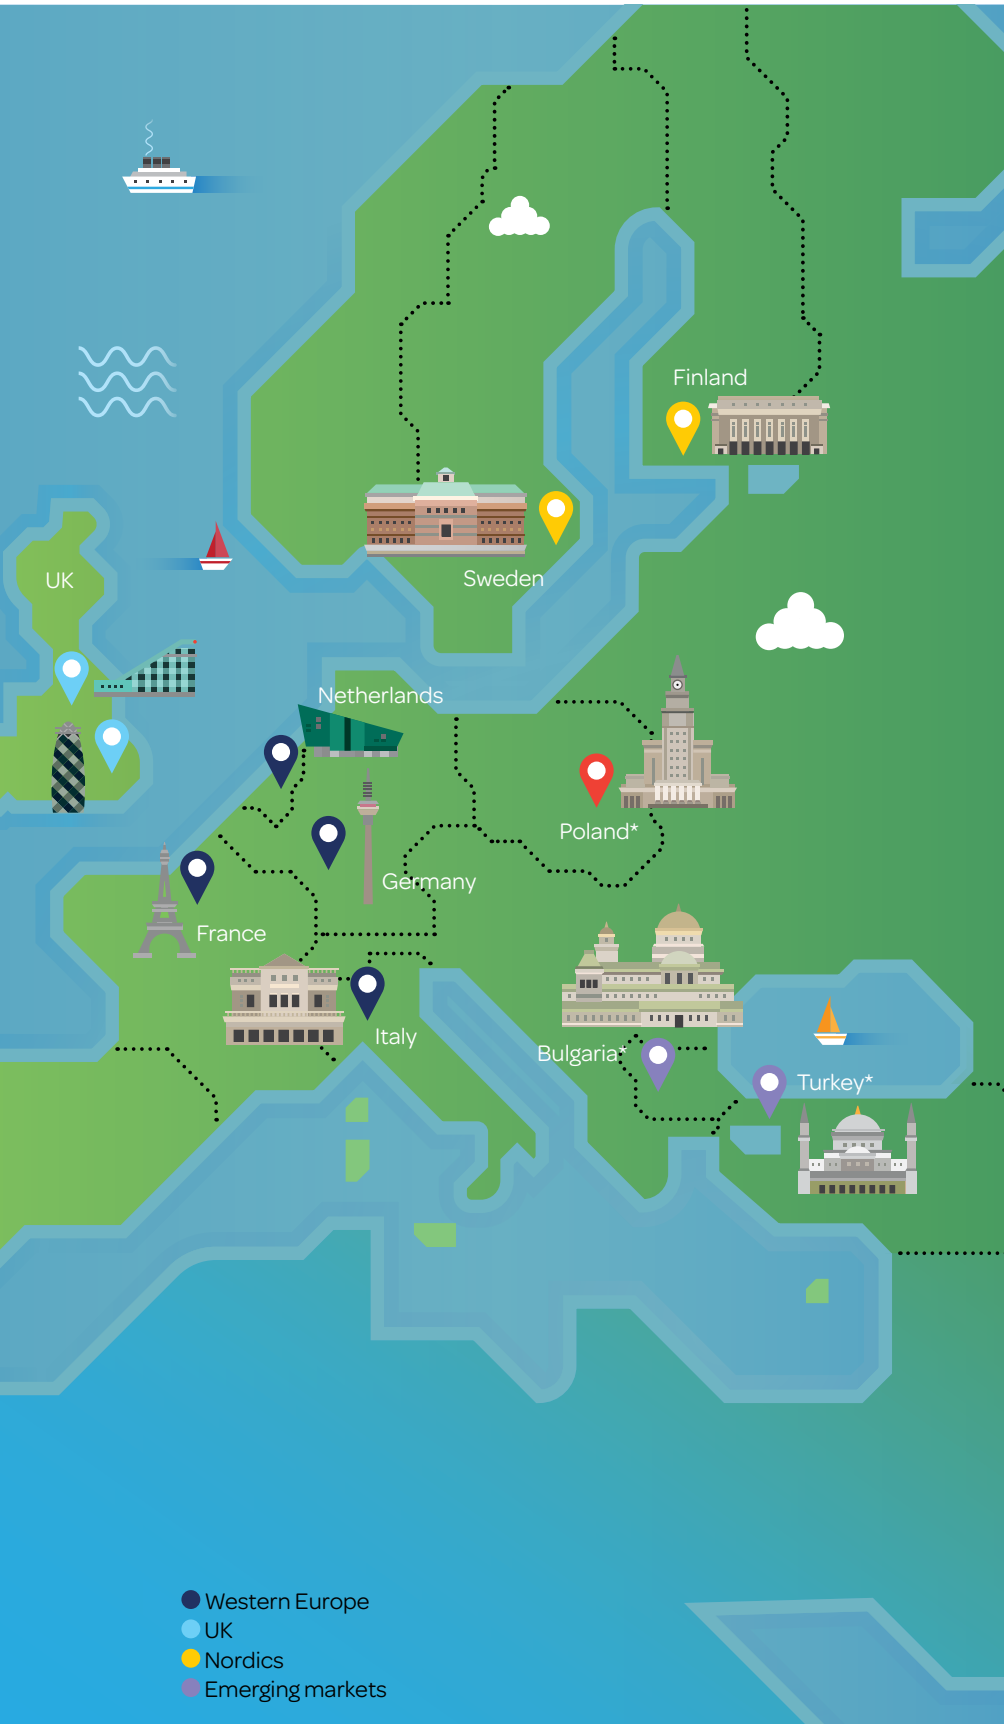 Finland
UK
Sweden
Netherlands
Poland*
Germany
France
Italy
Bulgaria*
Turkey*
Western Europe
UK
Nordics
Emerging markets